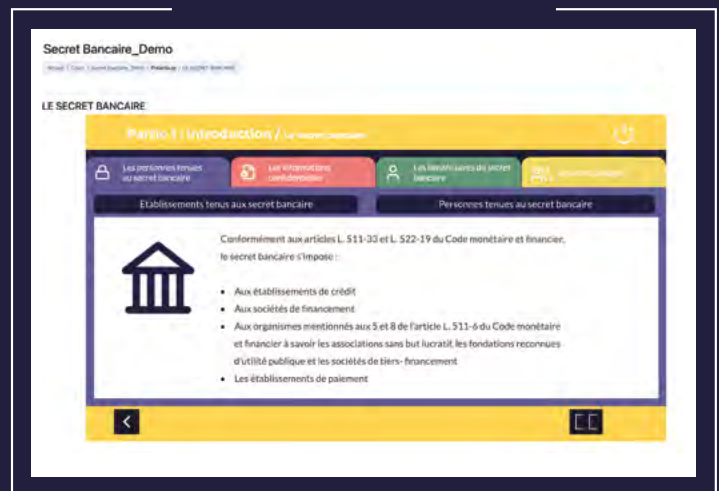 Secret Bancaire_Demo
LE SECRET BANCAIRE
Partie 1 : Introduction / Le secret bancaire
Les personnes tenues
au secret bancaire
Les informations
confidentielles
Les bénéficiaires du secret
bancaire
Etablissements tenus aux secret bancaire
Personnes tenues au secret bancaire
Conformément aux articles L. 511-33 et L. 522-19 du Code monétaire et financier,
le secret bancaire s'impose :
Aux établissements de crédit
Aux sociétés de financement
Aux organismes mentionnés aux 5 et 8 de l'article L. 511-6 du Code monétaire
et financier à savoir les associations sans but lucratif, les fondations reconnues
d'utilité publique et les sociétés de tiers- financement
Les établissements de paiement